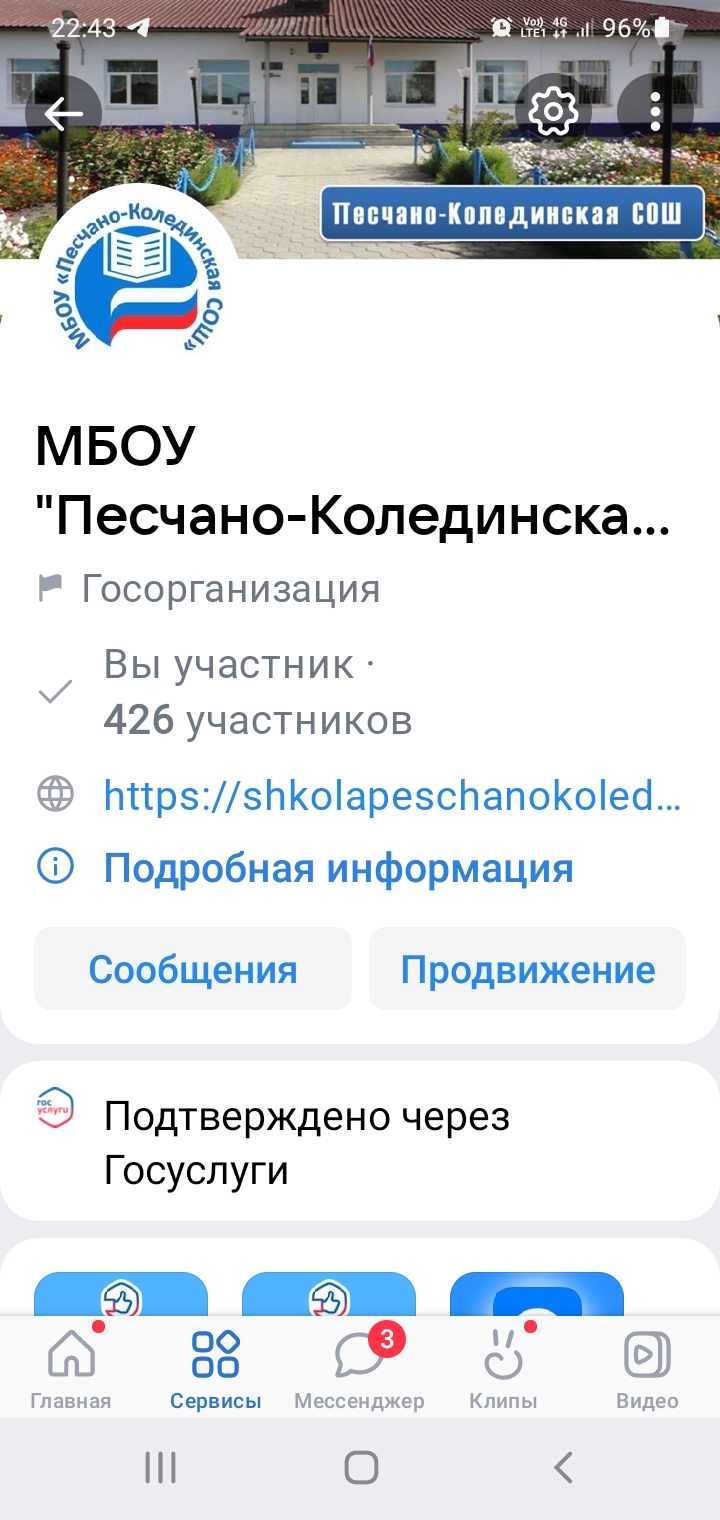 22:43
Vo)) LTE1 4G 96%
Песчано-Колединская СОШ
МБОУ «Песчано-Колединская СОШ»
МБОУ
"Песчано-Колединска...
Госорганизация
Вы участник ·
426 участников
https://shkolapeschanokoled...
Подробная информация
Сообщения Продвижение
гос
услуги
Подтверждено через
Госуслуги
3
Главная Сервисы Мессенджер Клипы Видео